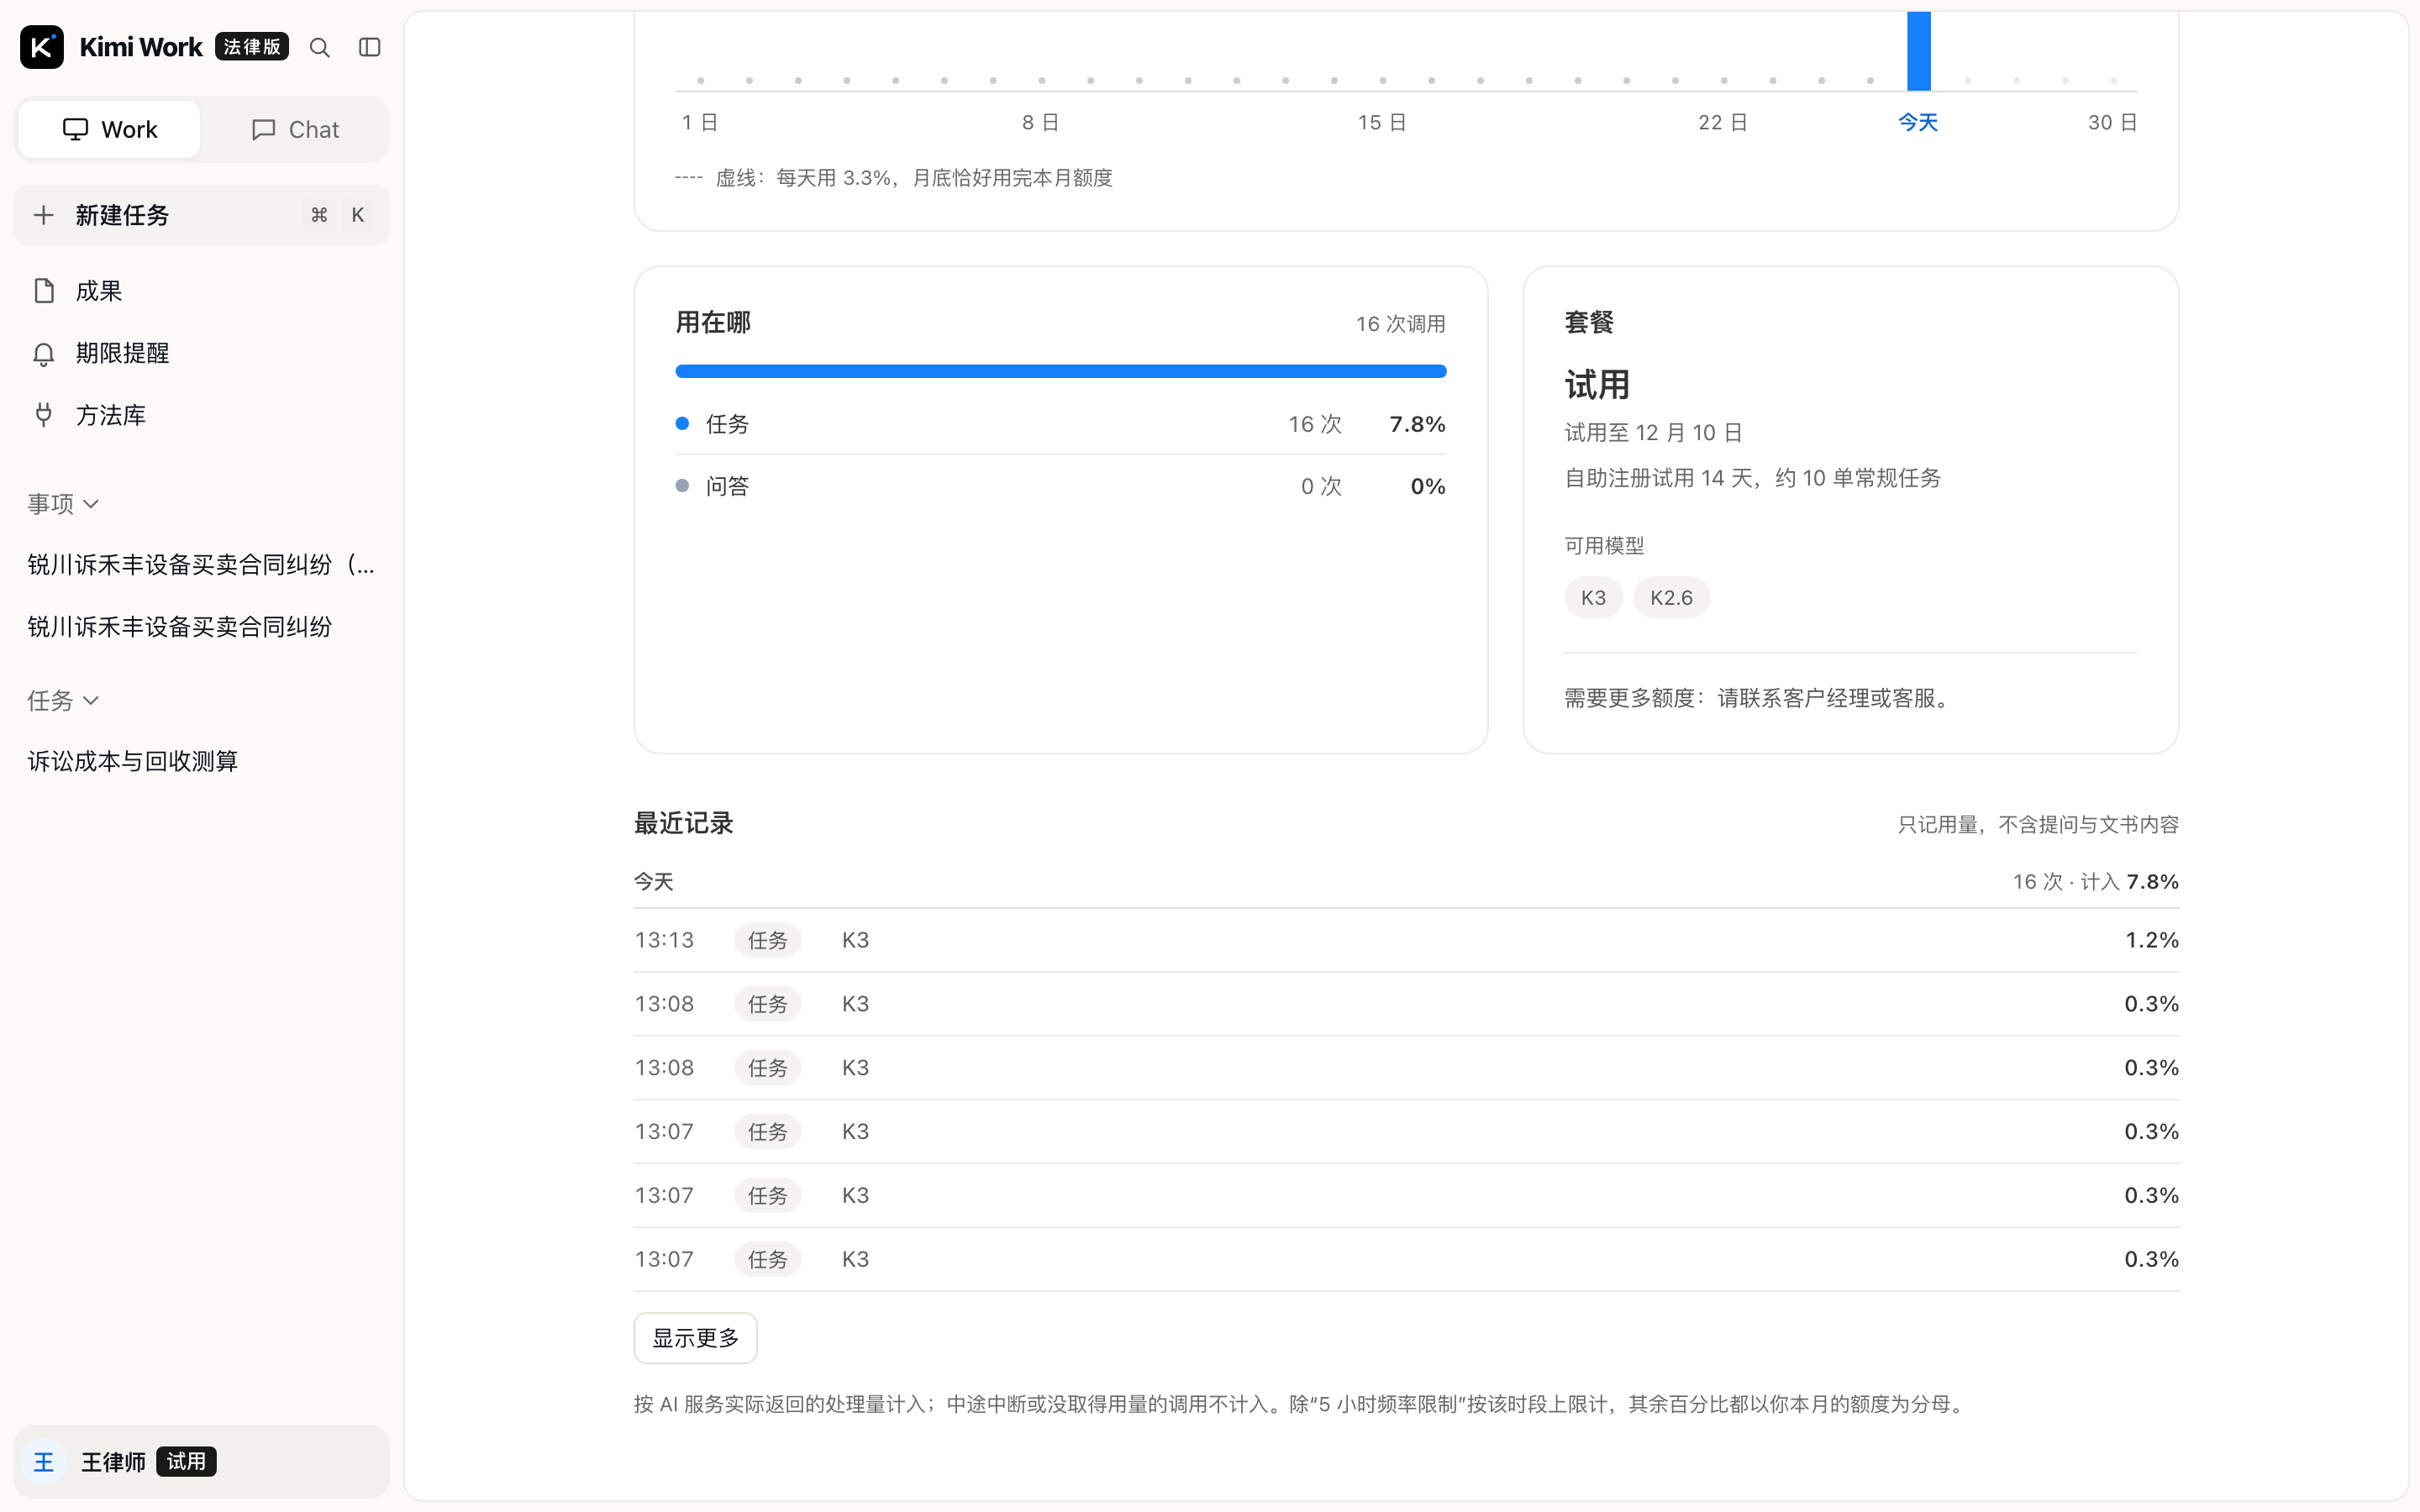 Kimi Work 法律版
Work
Chat
新建任务 ⌘ K
成果
期限提醒
方法库
事项
锐川诉禾丰设备买卖合同纠纷（...
锐川诉禾丰设备买卖合同纠纷
任务
诉讼成本与回收测算
王 王律师 试用
1 日 8 日 15 日 22 日 今天 30 日
---- 虚线：每天用 3.3%，月底恰好用完本月额度
用在哪 16 次调用
任务 16 次 7.8%
问答 0 次 0%
套餐
试用
试用至 12 月 10 日
自助注册试用 14 天，约 10 单常规任务
可用模型
K3 K2.6
需要更多额度：请联系客户经理或客服。
最近记录 只记用量，不含提问与文书内容
今天 16 次 · 计入 7.8%
13:13 任务 K3 1.2%
13:08 任务 K3 0.3%
13:08 任务 K3 0.3%
13:07 任务 K3 0.3%
13:07 任务 K3 0.3%
13:07 任务 K3 0.3%
显示更多
按 AI 服务实际返回的处理量计入；中途中断或没取得用量的调用不计入。除“5 小时频率限制”按该时段上限计，其余百分比都以你本月的额度为分母。